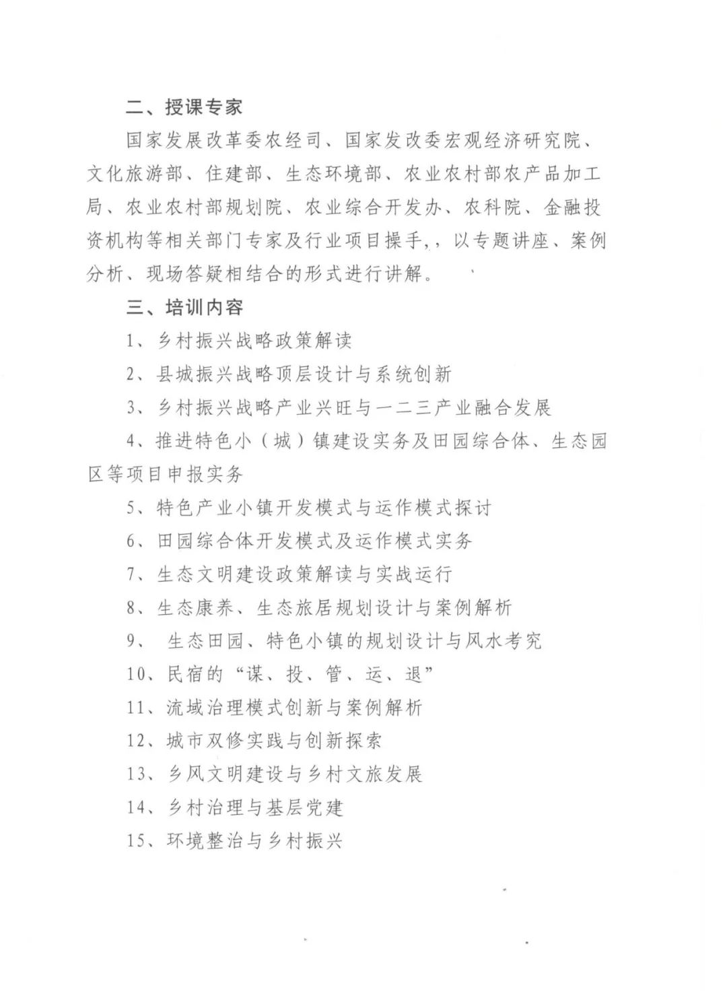 二、授课专家
国家发展改革委农经司、国家发改委宏观经济研究院、
文化旅游部、住建部、生态环境部、农业农村部农产品加工
局、农业农村部规划院、农业综合开发办、农科院、金融投
资机构等相关部门专家及行业项目操手，，以专题讲座、案例
分析、现场答疑相结合的形式进行讲解。
三、培训内容
1、乡村振兴战略政策解读
2、县城振兴战略顶层设计与系统创新
3、乡村振兴战略产业兴旺与一二三产业融合发展
4、推进特色小（城）镇建设实务及田园综合体、生态园
区等项目申报实务
5、特色产业小镇开发模式与运作模式探讨
6、田园综合体开发模式及运作模式实务
7、生态文明建设政策解读与实战运行
8、生态康养、生态旅居规划设计与案例解析
9、 生态田园、特色小镇的规划设计与风水考究
10、民宿的“谋、投、管、运、退”
11、流域治理模式创新与案例解析
12、城市双修实践与创新探索
13、乡风文明建设与乡村文旅发展
14、乡村治理与基层党建
15、环境整治与乡村振兴